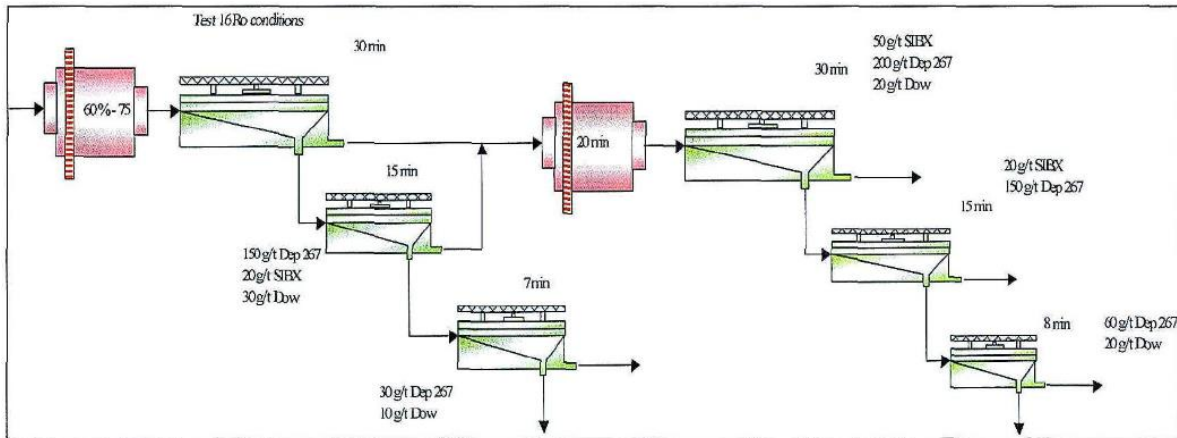 Test 16 Ro conditions
30 min
60%- 75
15 min
150 g/t Dep 267
20 g/t SIBX
30 g/t Dow
7 min
30 g/t Dep 267
10 g/t Dow
20 min
30 min
50 g/t SIBX
200 g/t Dep 267
20 g/t Dow
20 g/t SIBX
150 g/t Dep 267
15 min
8 min
60 g/t Dep 267
20 g/t Dow